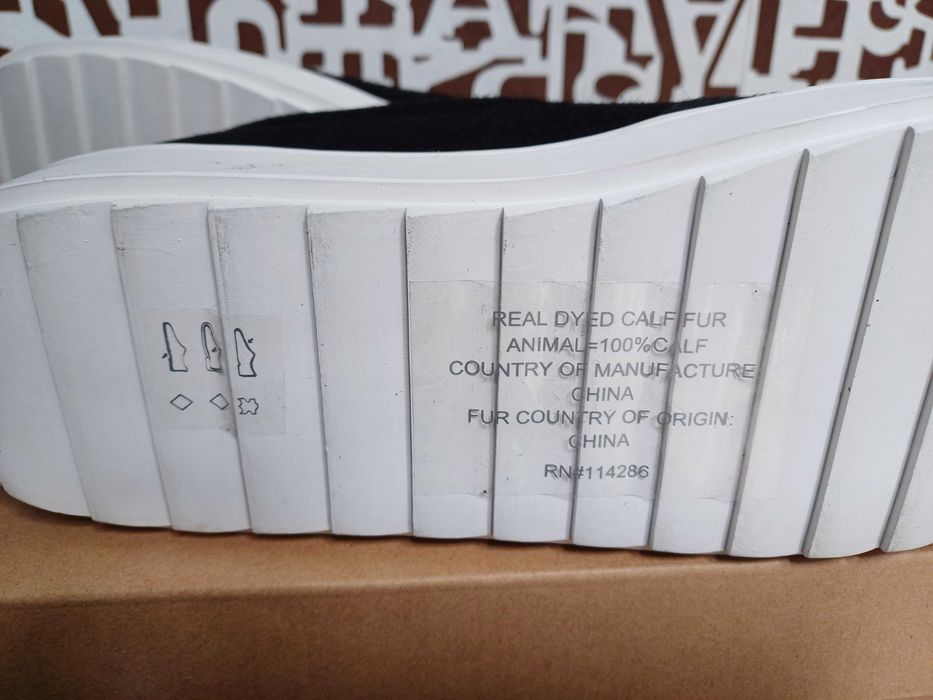 REAL DYED CALF FUR
ANIMAL=100%CALF
COUNTRY OF MANUFACTURE
CHINA
FUR COUNTRY OF ORIGIN:
CHINA
RN#114286